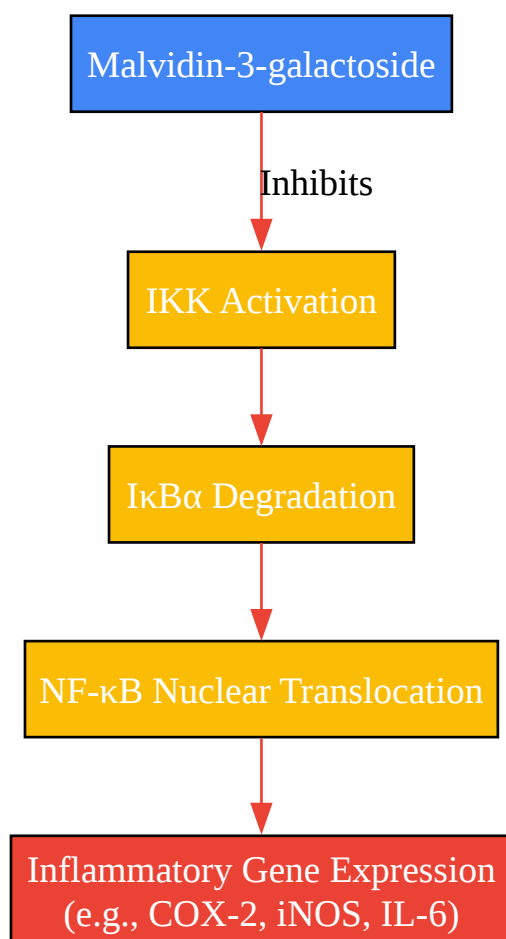 Malvidin-3-galactoside
Inhibits
IKK Activation
IκBα Degradation
NF-κB Nuclear Translocation
Inflammatory Gene Expression
(e.g., COX-2, iNOS, IL-6)